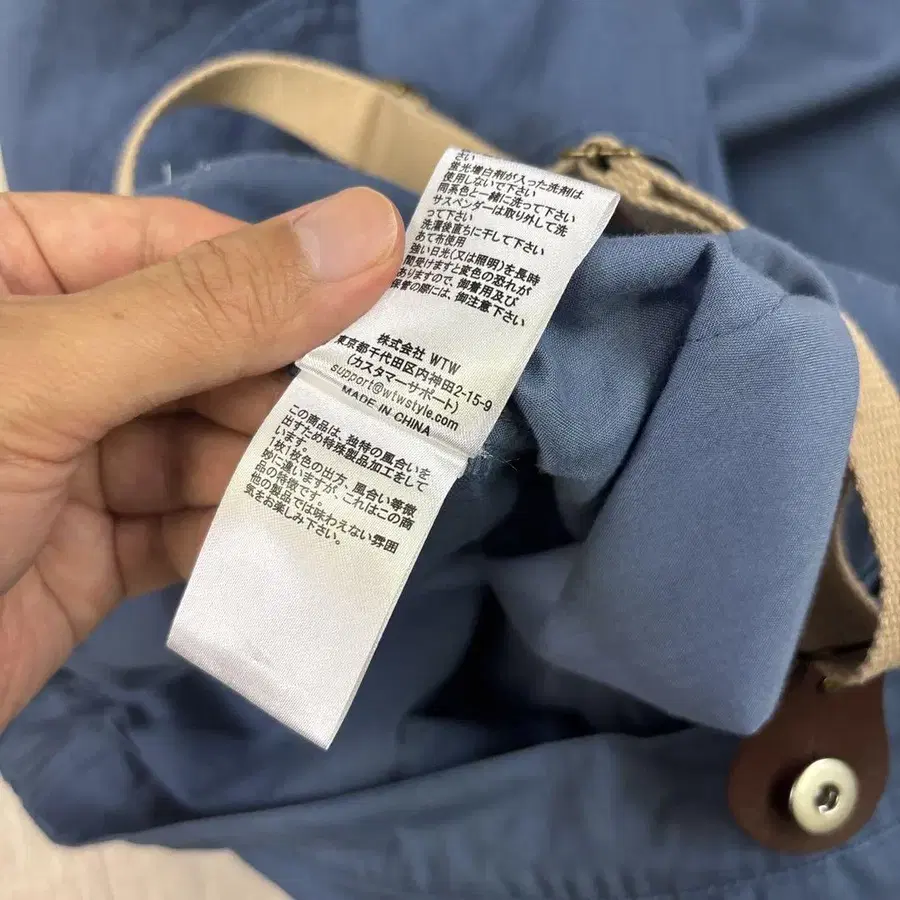 さい
蛍光増白剤が入った洗剤は
使用しないで下さい
同系色と一緒に洗って下さい
サスペンダーは取り外して洗
って下さい
洗濯後直ちに干して下さい
あて布使用
強い日光(又は照明)を長時
間受けますと変色の恐れが
ありますので、御着用及び
保管の際には、御注意下さい
株式会社 WTW
東京都千代田区内神田2-15-9
(カスタマーサポート)
support@wtwstyle.com
MADE IN CHINA
この商品は、独特の風合いを
出すため特殊製品加工をして
います。
1枚1枚色の出方、風合い等微
妙に違いますが、これはこの商
品の特徴です。
他の製品では味わえない雰囲
気をお楽しみ下さい。